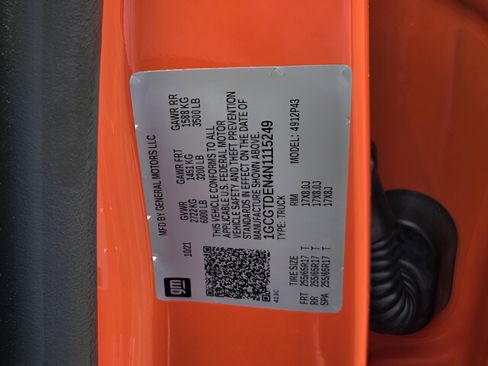 MFD BY GENERAL MOTORS LLC
10/21 GVWR GAWR FRT GAWR RR
2722 KG 1451 KG 1588 KG
6000 LB 3200 LB 3500 LB
THIS VEHICLE CONFORMS TO ALL
APPLICABLE U.S. FEDERAL MOTOR
VEHICLE SAFETY AND THEFT PREVENTION
STANDARDS IN EFFECT ON THE DATE OF
MANUFACTURE SHOWN ABOVE.
1GCGTDEN4N1115249
TYPE: TRUCK MODEL: 4912P43
gm
413C
TIRE SIZE RIM
FRT 255/65R17 T 17X8.0J
RR 255/65R17 T 17X8.0J
SPA 255/65R17 T 17X8J